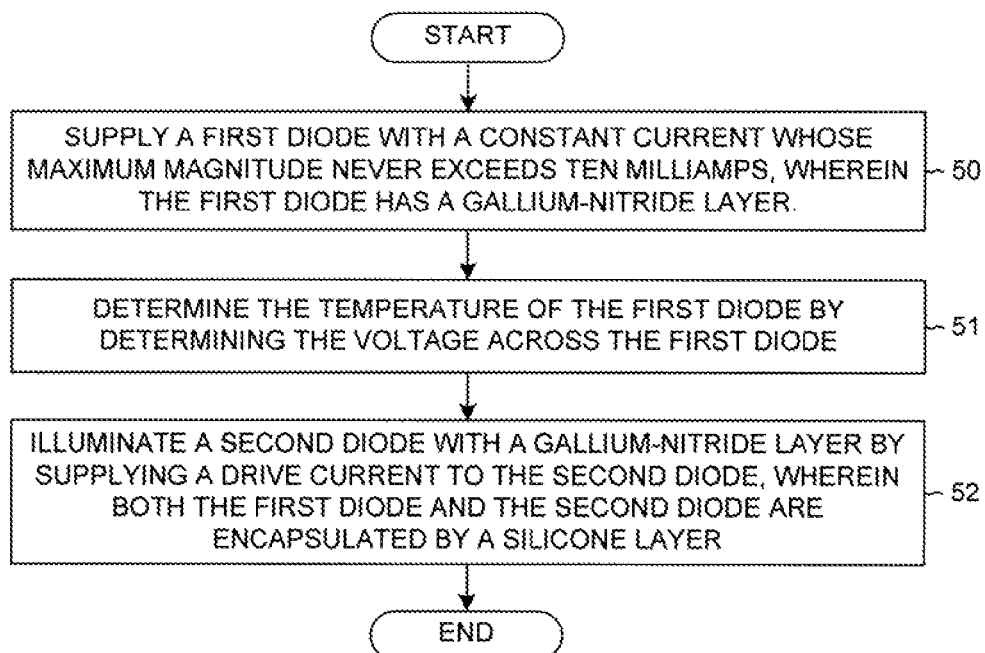 START
SUPPLY A FIRST DIODE WITH A CONSTANT CURRENT WHOSE
MAXIMUM MAGNITUDE NEVER EXCEEDS TEN MILLIAMPS, WHEREIN
THE FIRST DIODE HAS A GALLIUM-NITRIDE LAYER.
50
DETERMINE THE TEMPERATURE OF THE FIRST DIODE BY
DETERMINING THE VOLTAGE ACROSS THE FIRST DIODE
51
ILLUMINATE A SECOND DIODE WITH A GALLIUM-NITRIDE LAYER BY
SUPPLYING A DRIVE CURRENT TO THE SECOND DIODE, WHEREIN
BOTH THE FIRST DIODE AND THE SECOND DIODE ARE
ENCAPSULATED BY A SILICONE LAYER
52
END